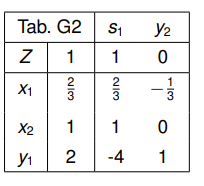 Tab. G2 s₁ y₂
Z 1 1 0
x₁ 2/3 2/3 −1/3
x₂ 1 1 0
y₁ 2 -4 1